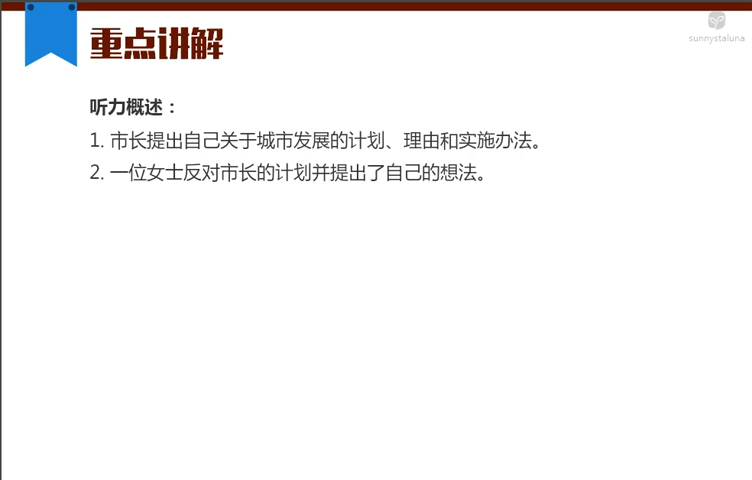 重点讲解
sunnystaluna
听力概述：
1. 市长提出自己关于城市发展的计划、理由和实施办法。
2. 一位女士反对市长的计划并提出了自己的想法。